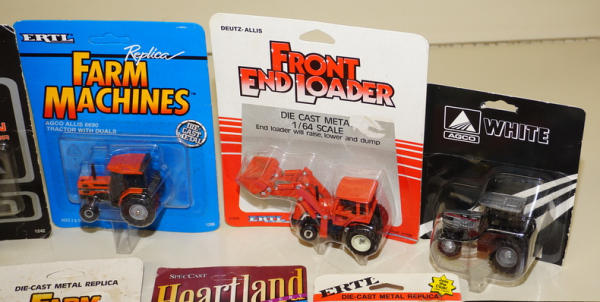 ERTL
Replica
FARM
MACHINES
AGCO ALLIS 6690
TRACTOR WITH DUALS
DIE CAST
METAL
DEUTZ-ALLIS
FRONT
END LOADER
DIE CAST META
1/64 SCALE
End loader will raise, lower and dump
ERTL
AGCO
WHITE
DIE-CAST METAL REPLICA
FARM
SPECCAST
Heartland
ERTL
DIE-CAST METAL REPLICA